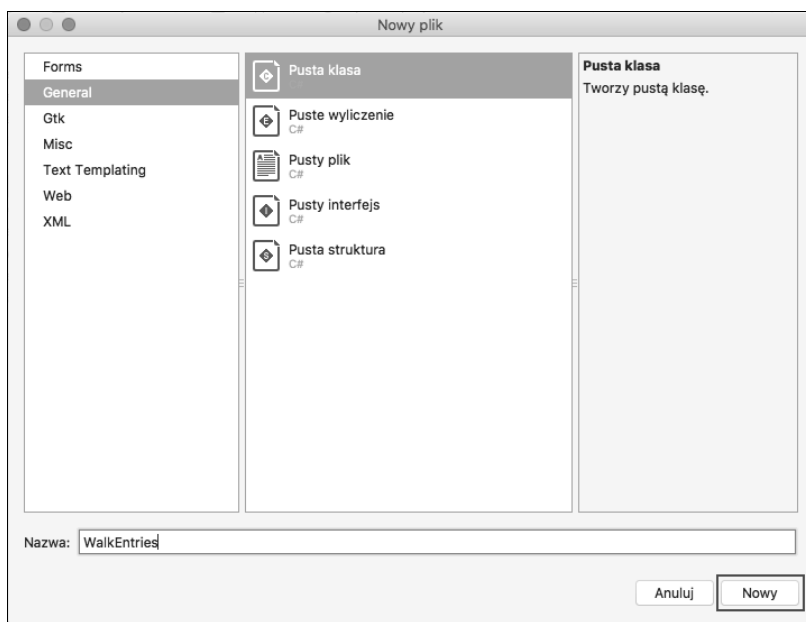 Nowy plik
Forms
General
Gtk
Misc
Text Templating
Web
XML
Pusta klasa
C#
Puste wyliczenie
C#
Pusty plik
C#
Pusty interfejs
C#
Pusta struktura
C#
Pusta klasa
Tworzy pustą klasę.
Nazwa: WalkEntries
Anuluj Nowy